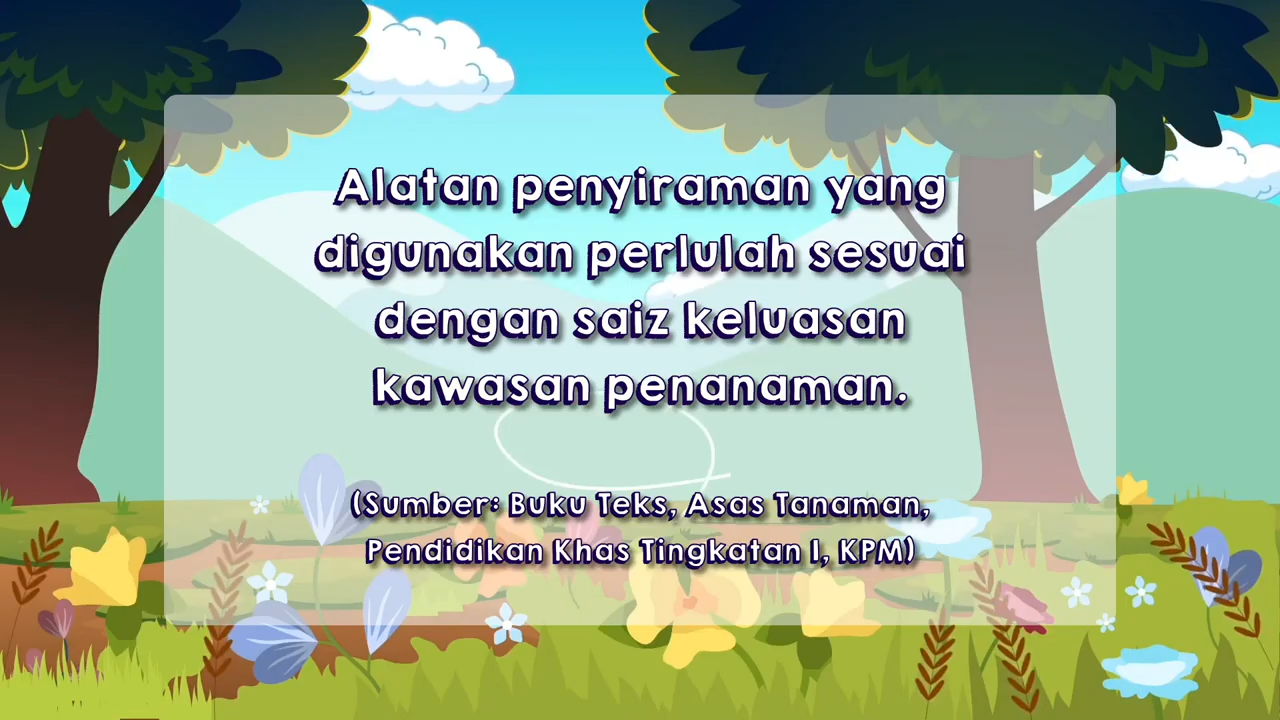 Alatan penyiraman yang
digunakan perlulah sesuai
dengan saiz keluasan
kawasan penanaman.
(Sumber: Buku Teks, Asas Tanaman,
Pendidikan Khas Tingkatan 1, KPM)